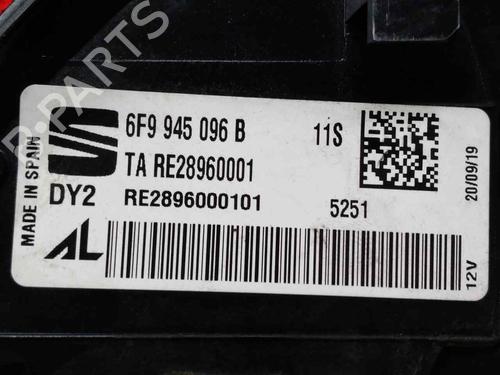 6F9 945 096 B 11S
TA RE28960001
DY2 RE2896000101 5251
MADE IN SPAIN
AL
20/09/19
12V
B-PARTS